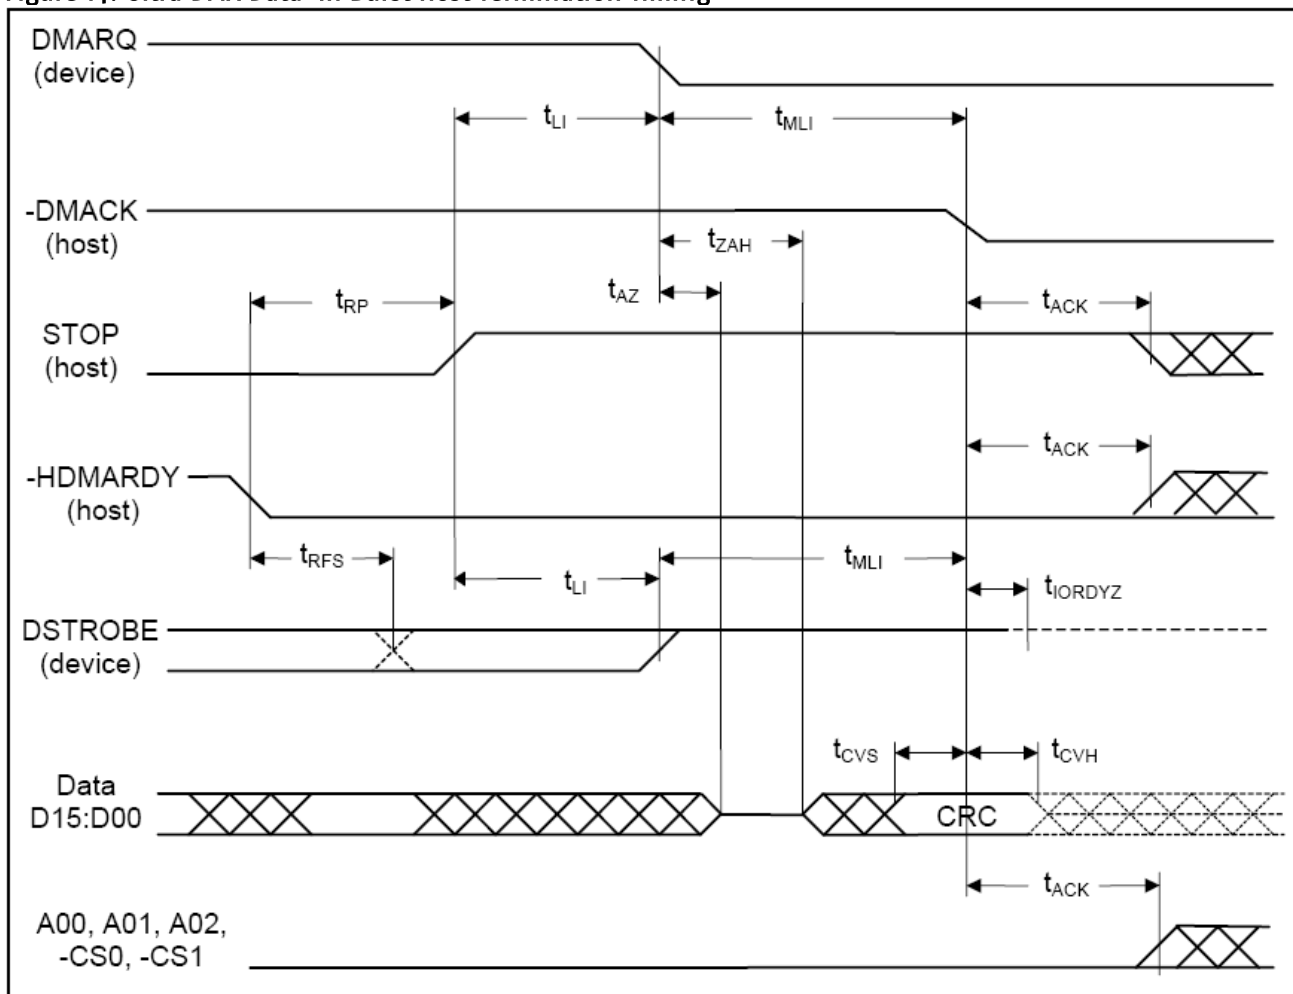 DMARQ
(device)
tLI
tMLI
-DMACK
(host)
tZAH
tAZ
tRP
tACK
STOP
(host)
tACK
-HDMARDY
(host)
tRFS
tMLI
tLI
tIORDYZ
DSTROBE
(device)
tCVS
tCVH
Data
D15:D00
CRC
tACK
A00, A01, A02,
-CS0, -CS1